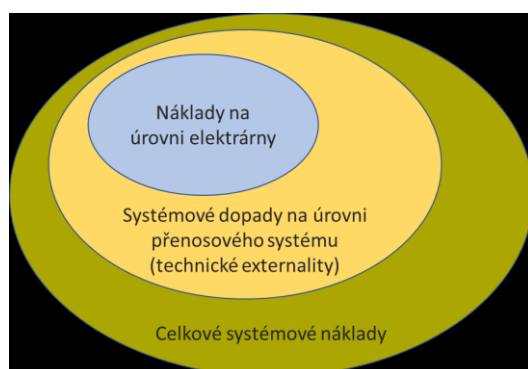 Náklady na
úrovni elektrárny
Systémové dopady na úrovni
přenosového systému
(technické externality)
Celkové systémové náklady